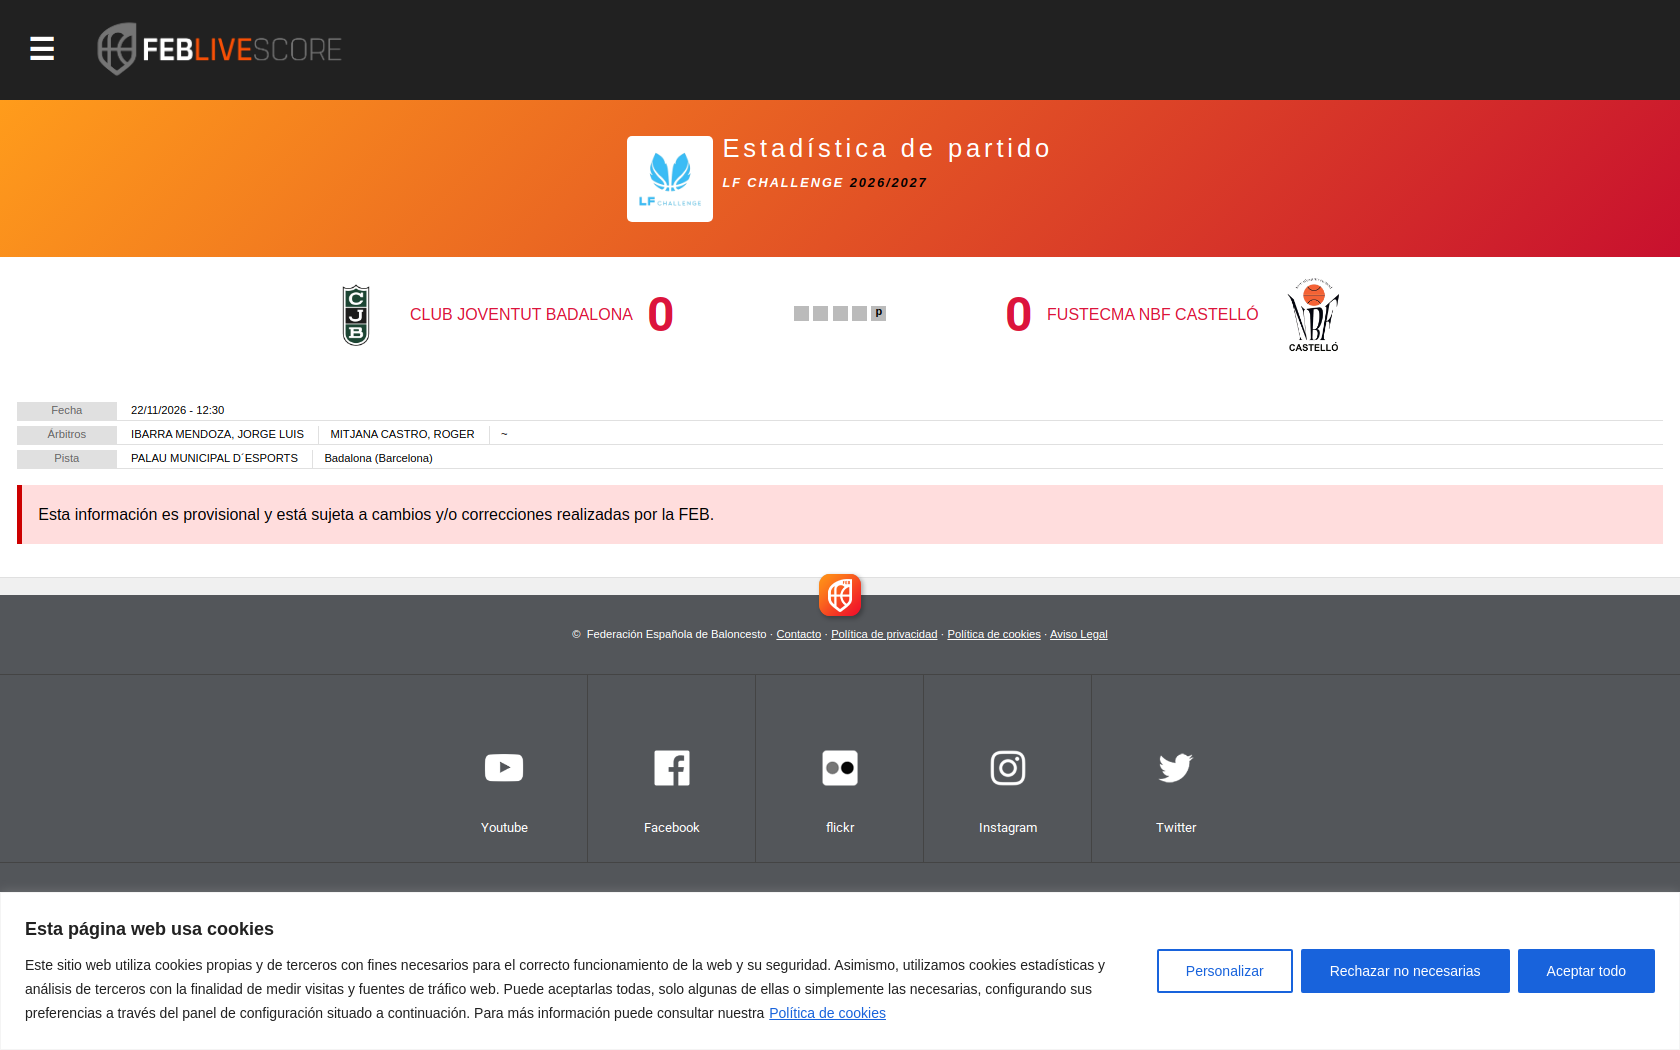 ☰ FEBLIVESCORE
Estadística de partido
LF CHALLENGE 2026/2027
LF CHALLENGE
CJB
CLUB JOVENTUT BADALONA 0
P
0 FUSTECMA NBF CASTELLÓ
NBF
CASTELLÓ
Fecha 22/11/2026 - 12:30
Árbitros IBARRA MENDOZA, JORGE LUIS MITJANA CASTRO, ROGER ~
Pista PALAU MUNICIPAL D´ESPORTS Badalona (Barcelona)
Esta información es provisional y está sujeta a cambios y/o correcciones realizadas por la FEB.
© Federación Española de Baloncesto · Contacto · Política de privacidad · Política de cookies · Aviso Legal
Youtube Facebook flickr Instagram Twitter
Esta página web usa cookies
Este sitio web utiliza cookies propias y de terceros con fines necesarios para el correcto funcionamiento de la web y su seguridad. Asimismo, utilizamos cookies estadísticas y
análisis de terceros con la finalidad de medir visitas y fuentes de tráfico web. Puede aceptarlas todas, solo algunas de ellas o simplemente las necesarias, configurando sus
preferencias a través del panel de configuración situado a continuación. Para más información puede consultar nuestra Política de cookies
Personalizar Rechazar no necesarias Aceptar todo